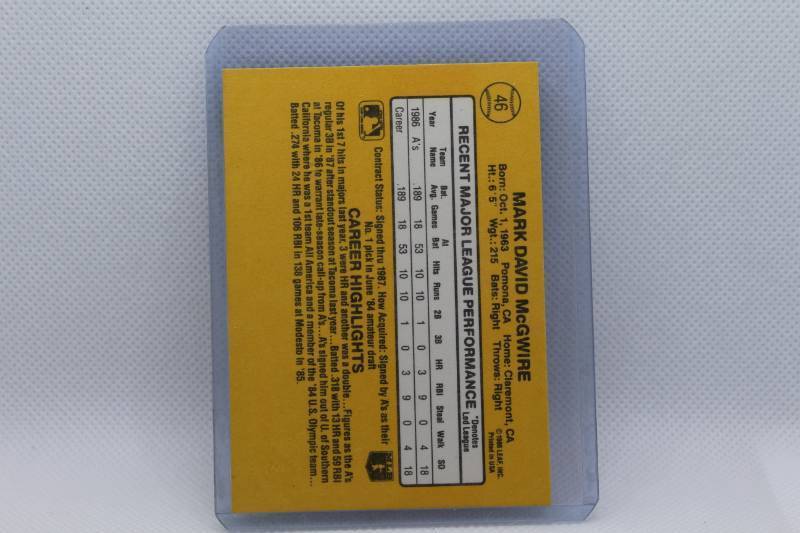 46
MARK DAVID McGWIRE
Born: Oct. 1, 1963 Pomona, CA Home: Claremont, CA
Ht.: 6' 5" Wgt.: 215 Bats: Right Throws: Right
© 1986 LEAF, INC.
Printed in USA
RECENT MAJOR LEAGUE PERFORMANCE *Denotes Led League
Year Team Name Bat. Avg. Games At Bat Hits Runs 2B 3B HR RBI Steal Walk SO
1986 A's .189 18 53 10 10 1 0 3 9 0 4 18
Career .189 18 53 10 10 1 0 3 9 0 4 18
Contract Status: Signed thru 1987. How Acquired: Signed by A's as their
No. 1 pick in June '84 amateur draft
CAREER HIGHLIGHTS
Of his 1st 7 hits in majors last year, 3 were HR and another was a double...Figures as the A's
regular 3B in '87 after standout season at Tacoma last year...Batted .318 with 13 HR and 59 RBI
at Tacoma in '86 to warrant late-season call-up from A's...A's signed him out of U. of Southern
California where he was a 1st team All America and a member of the '84 U.S. Olympic team...
Batted .274 with 24 HR and 106 RBI in 138 games at Modesto in '85.